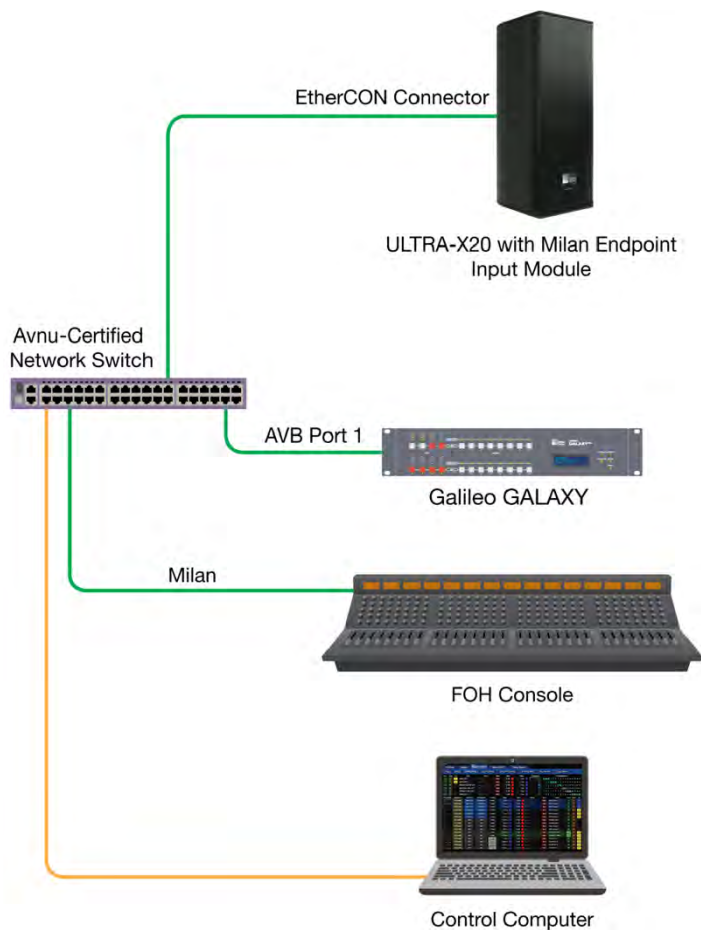 EtherCON Connector
ULTRA-X20 with Milan Endpoint
Input Module
Avnu-Certified
Network Switch
AVB Port 1
Galileo GALAXY
Milan
FOH Console
Control Computer